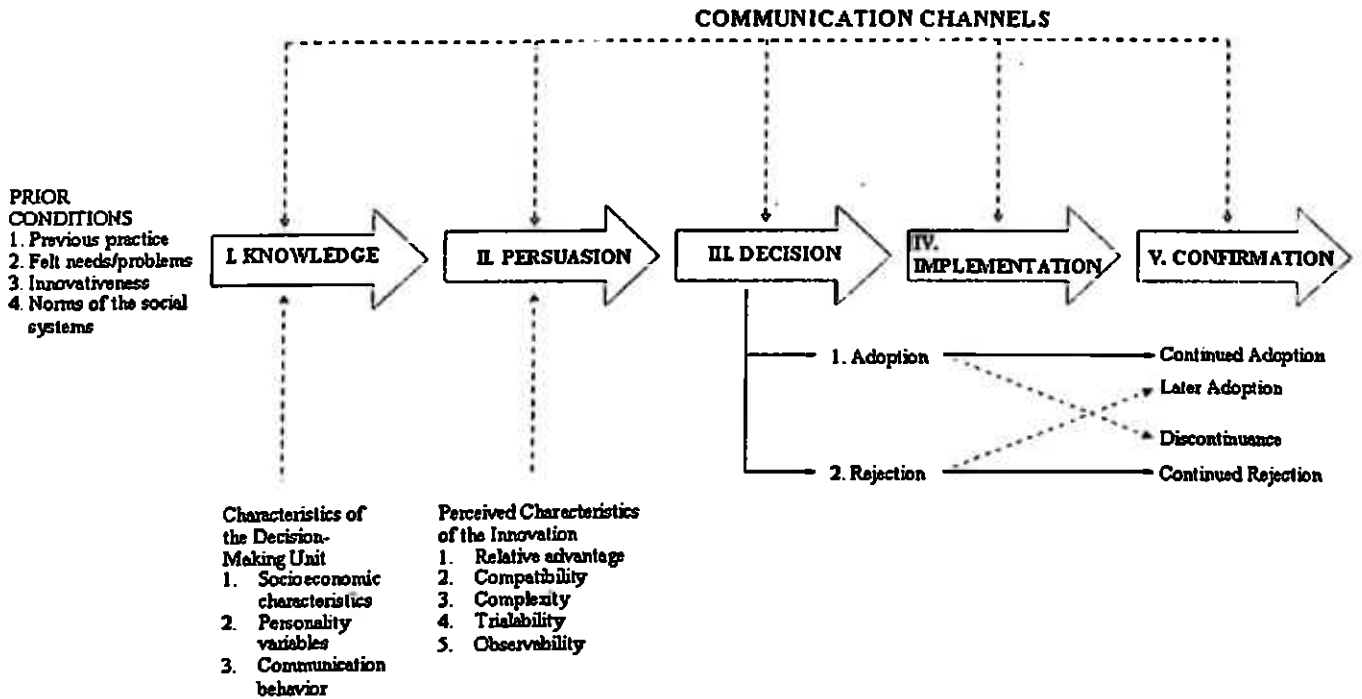 COMMUNICATION CHANNELS
PRIOR
CONDITIONS
1. Previous practice
2. Felt needs/problems
3. Innovativeness
4. Norms of the social
systems
I. KNOWLEDGE
II. PERSUASION
III. DECISION
IV.
IMPLEMENTATION
V. CONFIRMATION
1. Adoption
Continued Adoption
Later Adoption
Discontinuance
2. Rejection
Continued Rejection
Characteristics of
the Decision-
Making Unit
1. Socioeconomic
characteristics
2. Personality
variables
3. Communication
behavior
Perceived Characteristics
of the Innovation
1. Relative advantage
2. Compatibility
3. Complexity
4. Trialability
5. Observability